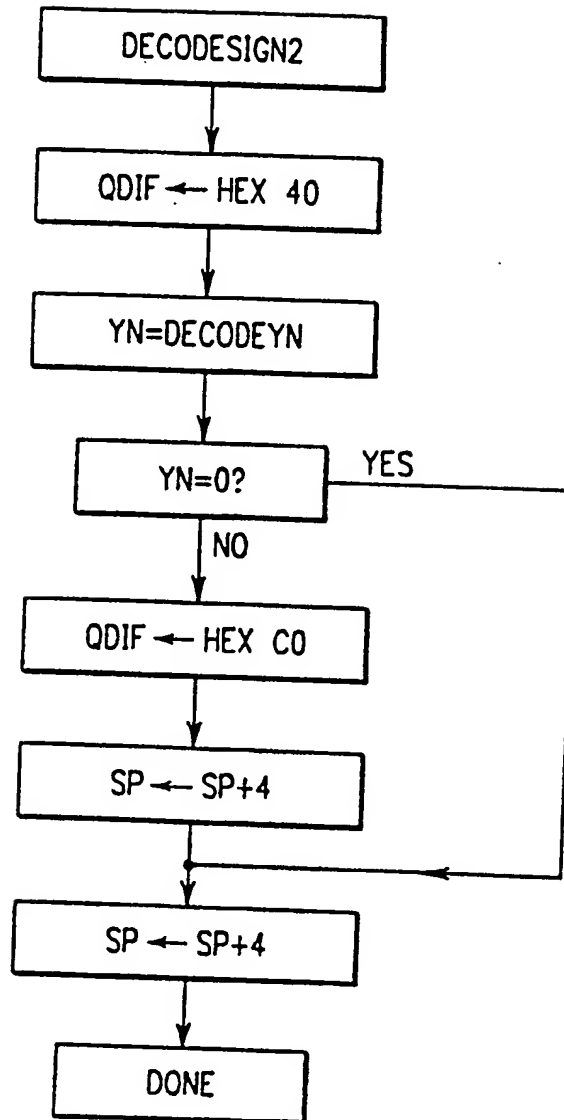 DECODESIGN2
QDIF ← HEX 40
YN=DECODEYN
YN=0?
YES
NO
QDIF ← HEX C0
SP ← SP+4
SP ← SP+4
DONE